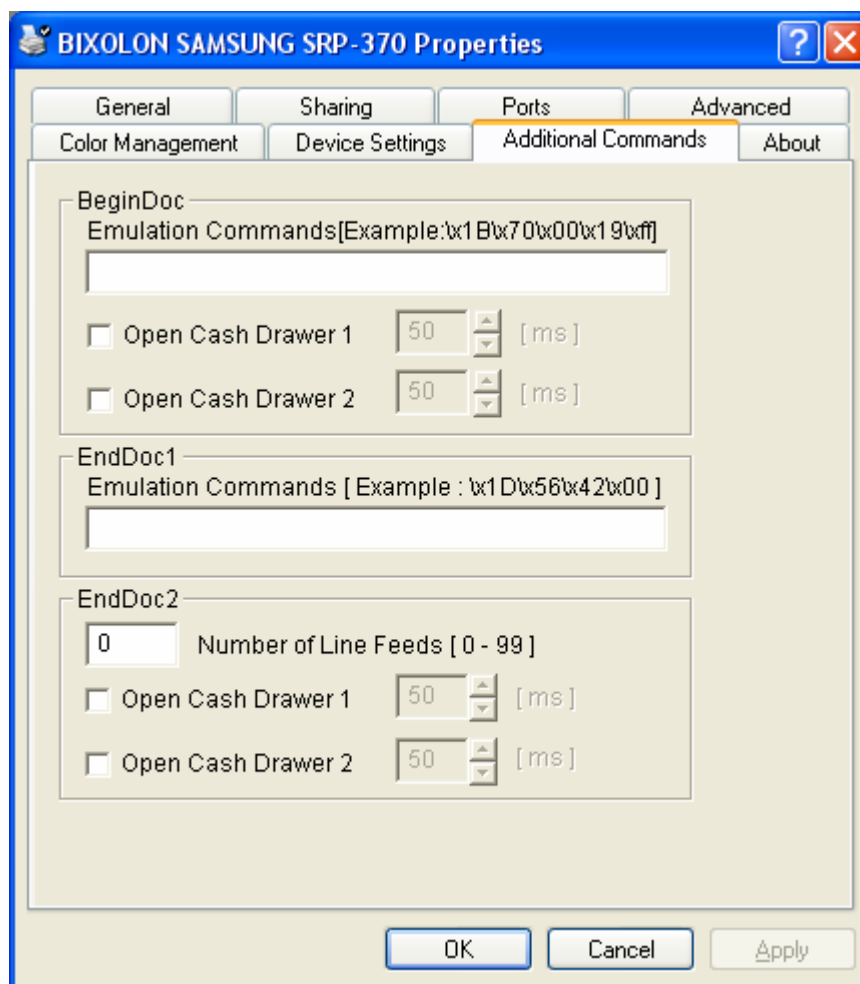 BIXOLON SAMSUNG SRP-370 Properties
General Sharing Ports Advanced
Color Management Device Settings Additional Commands About
BeginDoc
Emulation Commands[Example:\x1B\x70\x00\x19\xff]
Open Cash Drawer 1 50 [ ms ]
Open Cash Drawer 2 50 [ ms ]
EndDoc1
Emulation Commands [ Example : \x1D\x56\x42\x00 ]
EndDoc2
0 Number of Line Feeds [ 0 - 99 ]
Open Cash Drawer 1 50 [ ms ]
Open Cash Drawer 2 50 [ ms ]
OK Cancel Apply